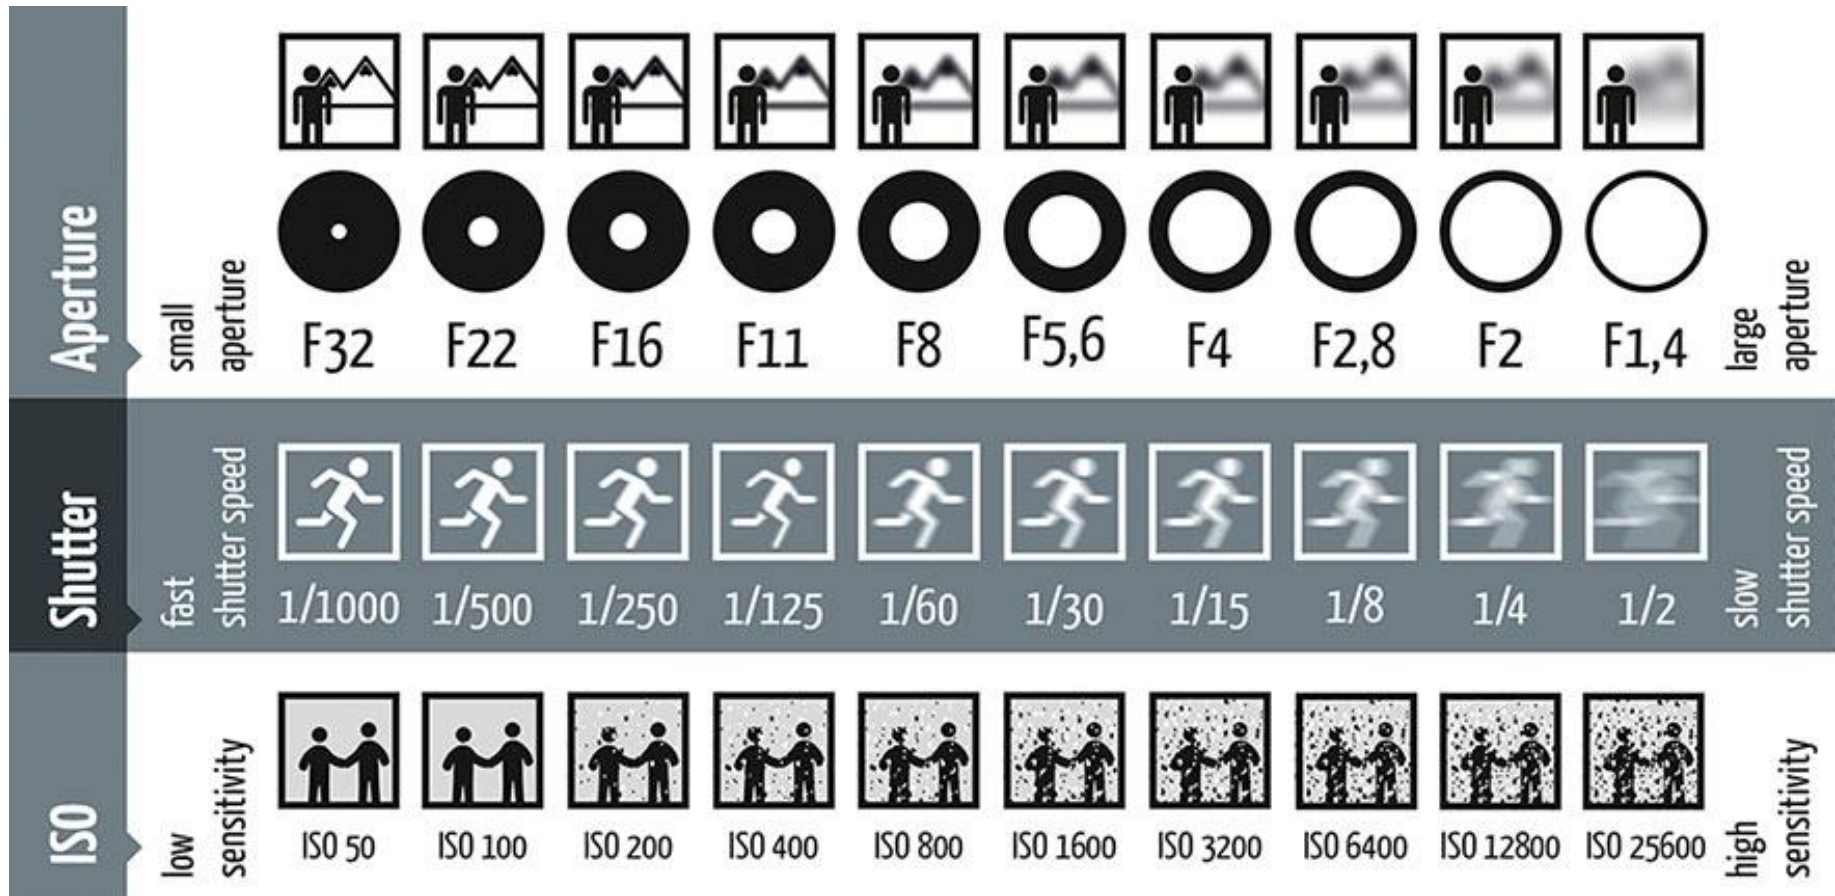 Aperture
small
aperture
F32 F22 F16 F11 F8 F5,6 F4 F2,8 F2 F1,4
large
aperture
Shutter
fast
shutter speed
1/1000 1/500 1/250 1/125 1/60 1/30 1/15 1/8 1/4 1/2
slow
shutter speed
ISO
low
sensitivity
ISO 50 ISO 100 ISO 200 ISO 400 ISO 800 ISO 1600 ISO 3200 ISO 6400 ISO 12800 ISO 25600
high
sensitivity